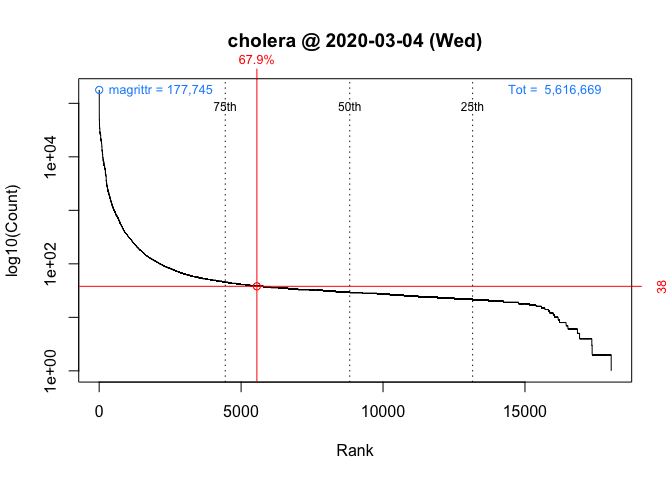 cholera @ 2020-03-04 (Wed)
67.9%
magrittr = 177,745
Tot = 5,616,669
75th
50th
25th
log10(Count)
1e+04
1e+02
1e+00
38
0
5000
10000
15000
Rank